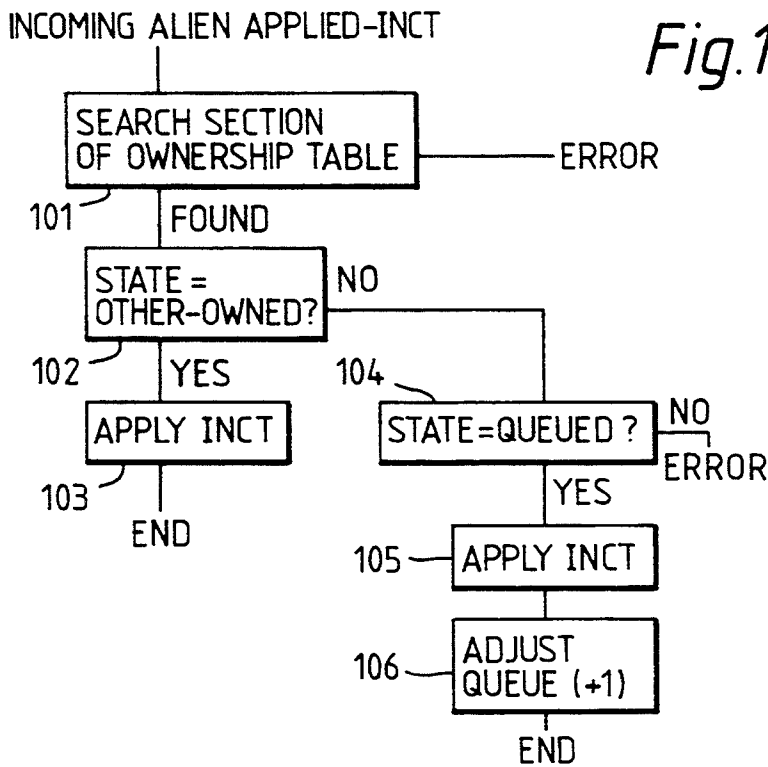 INCOMING ALIEN APPLIED-INCT
Fig.1
SEARCH SECTION
OF OWNERSHIP TABLE
ERROR
101
FOUND
STATE =
OTHER-OWNED?
NO
102
YES
104
APPLY INCT
STATE=QUEUED ?
NO
ERROR
103
YES
END
105
APPLY INCT
106
ADJUST
QUEUE (+1)
END